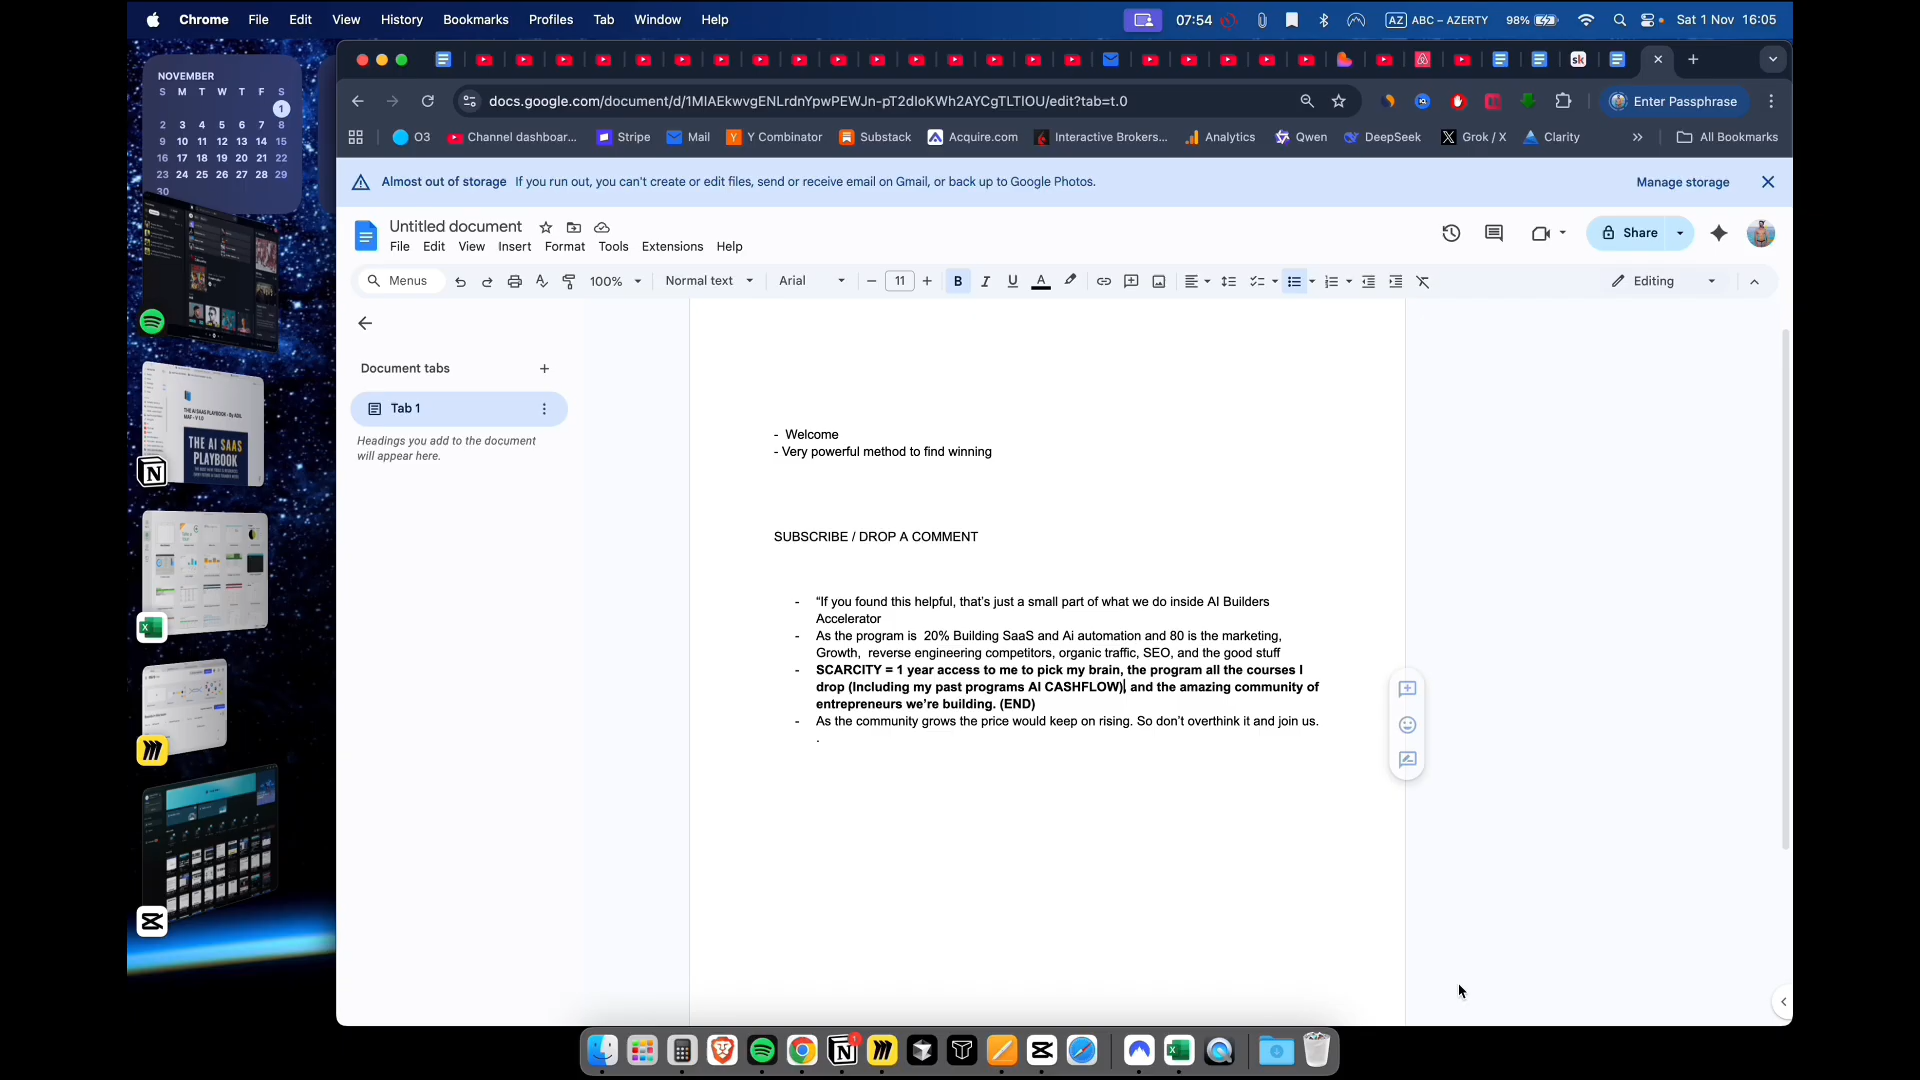 Chrome File Edit View History Bookmarks Profiles Tab Window Help
07:54 AZ ABC – AZERTY 98% Sat 1 Nov 16:05
NOVEMBER
S M T W T F S
1
2 3 4 5 6 7 8
9 10 11 12 13 14 15
16 17 18 19 20 21 22
23 24 25 26 27 28 29
30
docs.google.com/document/d/1MIAEkwvgENLrdnYpwPEWJn-pT2dIoKWh2AYCgTLTlOU/edit?tab=t.0
Enter Passphrase
O3 Channel dashboar... Stripe Mail Y Combinator Substack Acquire.com Interactive Brokers... Analytics Qwen DeepSeek Grok / X Clarity » All Bookmarks
Almost out of storage If you run out, you can't create or edit files, send or receive email on Gmail, or back up to Google Photos. Manage storage
Untitled document
File Edit View Insert Format Tools Extensions Help
Share
Menus 100% Normal text Arial 11 B I U A Editing
Document tabs
Tab 1
Headings you add to the document
will appear here.
THE AI SAAS
PLAYBOOK
- Welcome
- Very powerful method to find winning
SUBSCRIBE / DROP A COMMENT
- “If you found this helpful, that’s just a small part of what we do inside AI Builders
Accelerator
- As the program is 20% Building SaaS and Ai automation and 80 is the marketing,
Growth, reverse engineering competitors, organic traffic, SEO, and the good stuff
- SCARCITY = 1 year access to me to pick my brain, the program all the courses I
drop (Including my past programs AI CASHFLOW), and the amazing community of
entrepreneurs we’re building. (END)
- As the community grows the price would keep on rising. So don’t overthink it and join us.
.